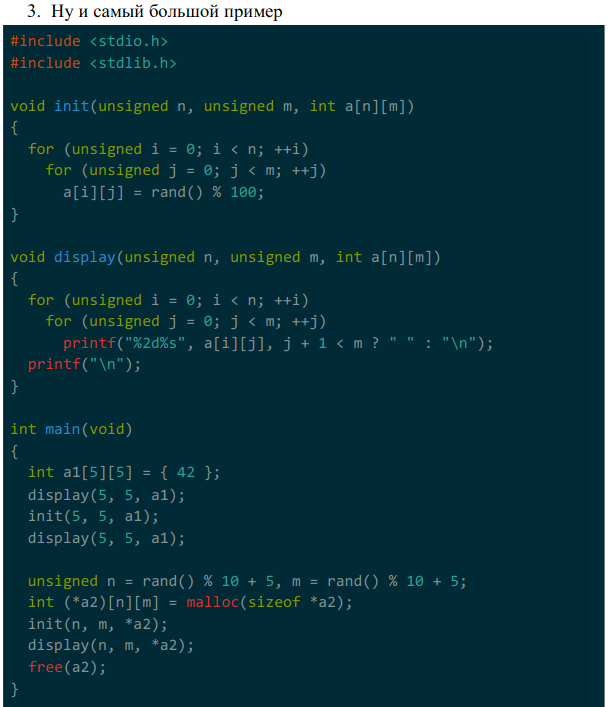 3. Ну и самый большой пример
#include <stdio.h>
#include <stdlib.h>

void init(unsigned n, unsigned m, int a[n][m])
{
  for (unsigned i = 0; i < n; ++i)
    for (unsigned j = 0; j < m; ++j)
      a[i][j] = rand() % 100;
}

void display(unsigned n, unsigned m, int a[n][m])
{
  for (unsigned i = 0; i < n; ++i)
    for (unsigned j = 0; j < m; ++j)
      printf("%2d%s", a[i][j], j + 1 < m ? " " : "\n");
  printf("\n");
}

int main(void)
{
  int a1[5][5] = { 42 };
  display(5, 5, a1);
  init(5, 5, a1);
  display(5, 5, a1);

  unsigned n = rand() % 10 + 5, m = rand() % 10 + 5;
  int (*a2)[n][m] = malloc(sizeof *a2);
  init(n, m, *a2);
  display(n, m, *a2);
  free(a2);
}